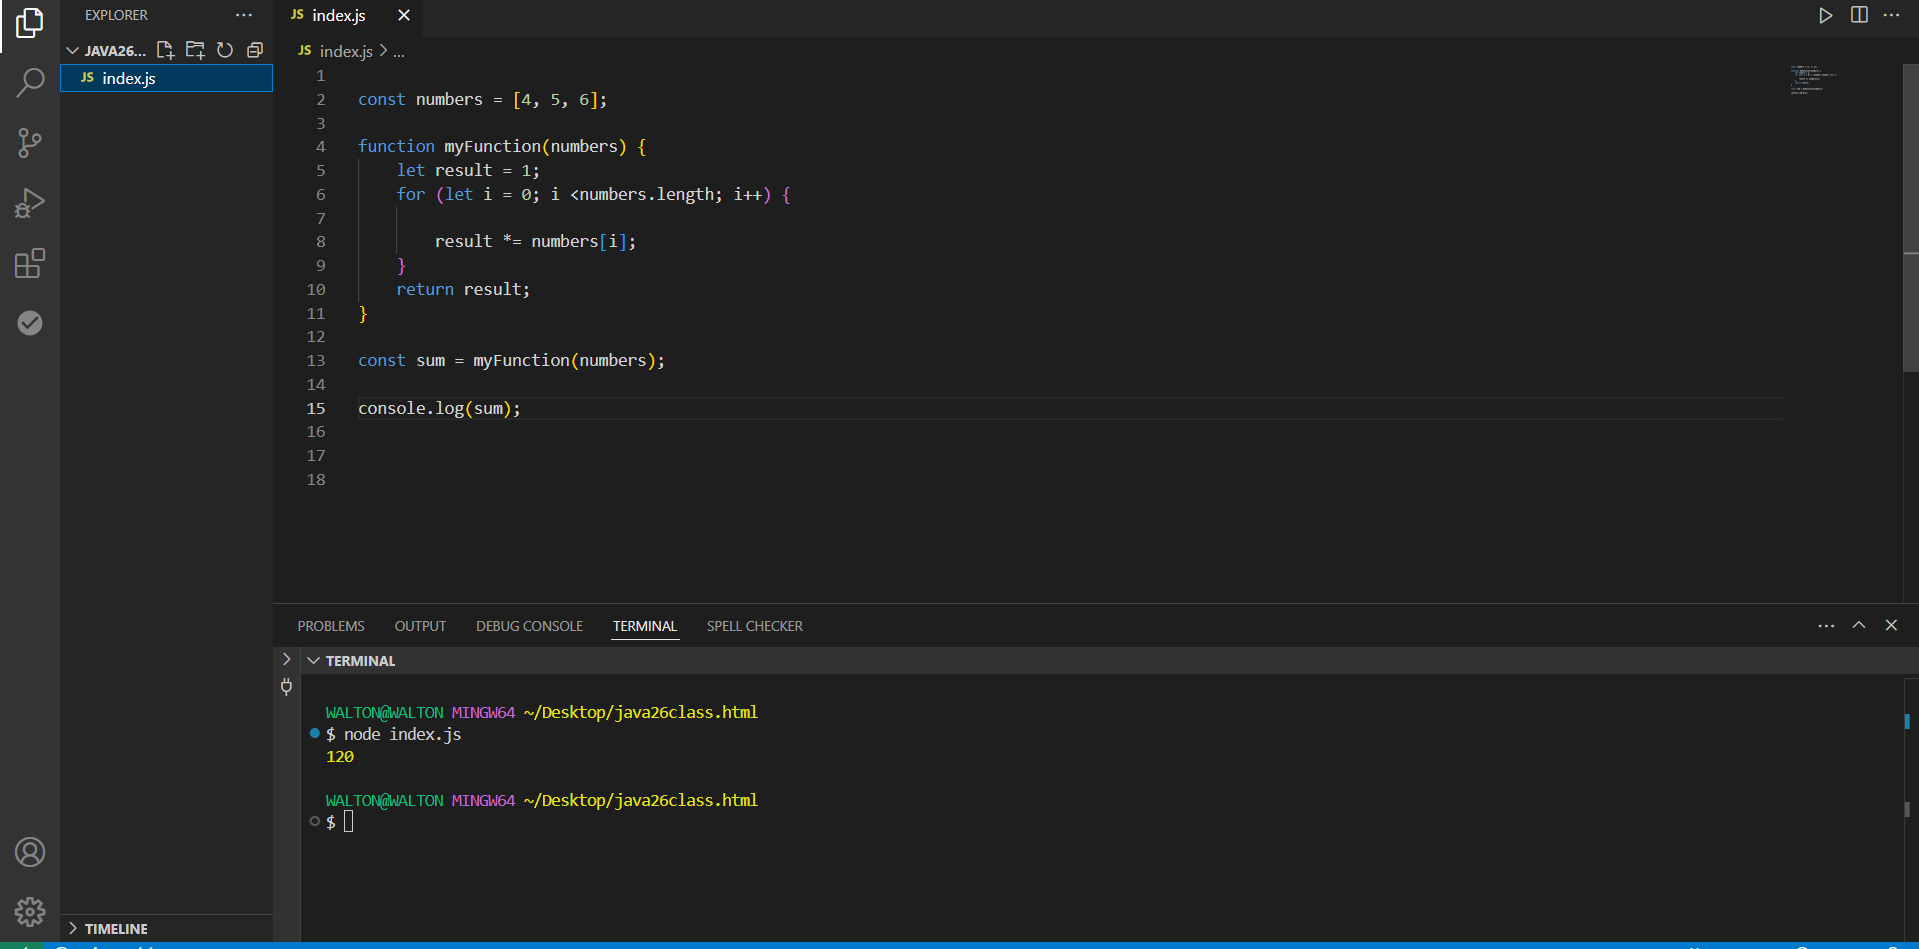 EXPLORER
JAVA26...
JS index.js
JS index.js
JS index.js > ...
1
2 const numbers = [4, 5, 6];
3
4 function myFunction(numbers) {
5     let result = 1;
6     for (let i = 0; i <numbers.length; i++) {
7
8         result *= numbers[i];
9     }
10     return result;
11 }
12
13 const sum = myFunction(numbers);
14
15 console.log(sum);
16
17
18
PROBLEMS OUTPUT DEBUG CONSOLE TERMINAL SPELL CHECKER
TERMINAL
WALTON@WALTON MINGW64 ~/Desktop/java26class.html
$ node index.js
120
WALTON@WALTON MINGW64 ~/Desktop/java26class.html
$
TIMELINE